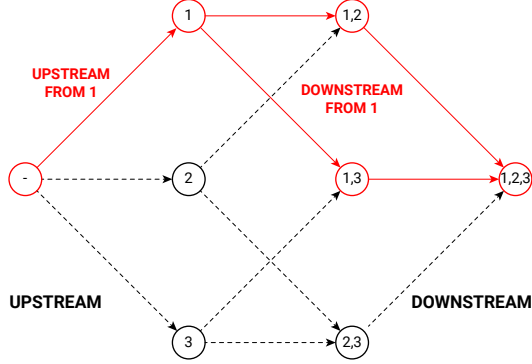 1
1,2
UPSTREAM
FROM 1
DOWNSTREAM
FROM 1
-
2
1,3
1,2,3
UPSTREAM
DOWNSTREAM
3
2,3